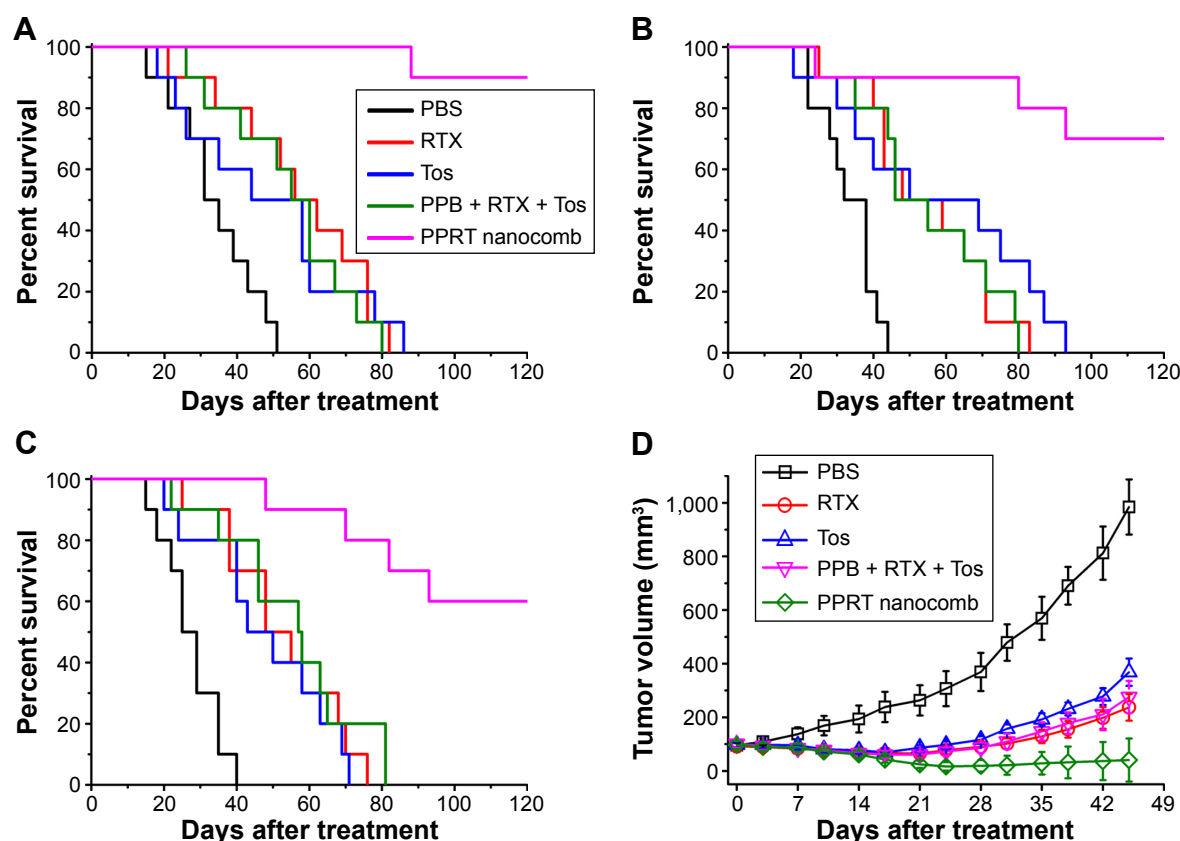 A
Percent survival
100
80
60
40
20
0
0 20 40 60 80 100 120
Days after treatment
PBS
RTX
Tos
PPB + RTX + Tos
PPRT nanocomb
B
Percent survival
100
80
60
40
20
0
0 20 40 60 80 100 120
Days after treatment
C
Percent survival
100
80
60
40
20
0
0 20 40 60 80 100 120
Days after treatment
D
Tumor volume (mm³)
1,000
800
600
400
200
0
0 7 14 21 28 35 42 49
Days after treatment
PBS
RTX
Tos
PPB + RTX + Tos
PPRT nanocomb